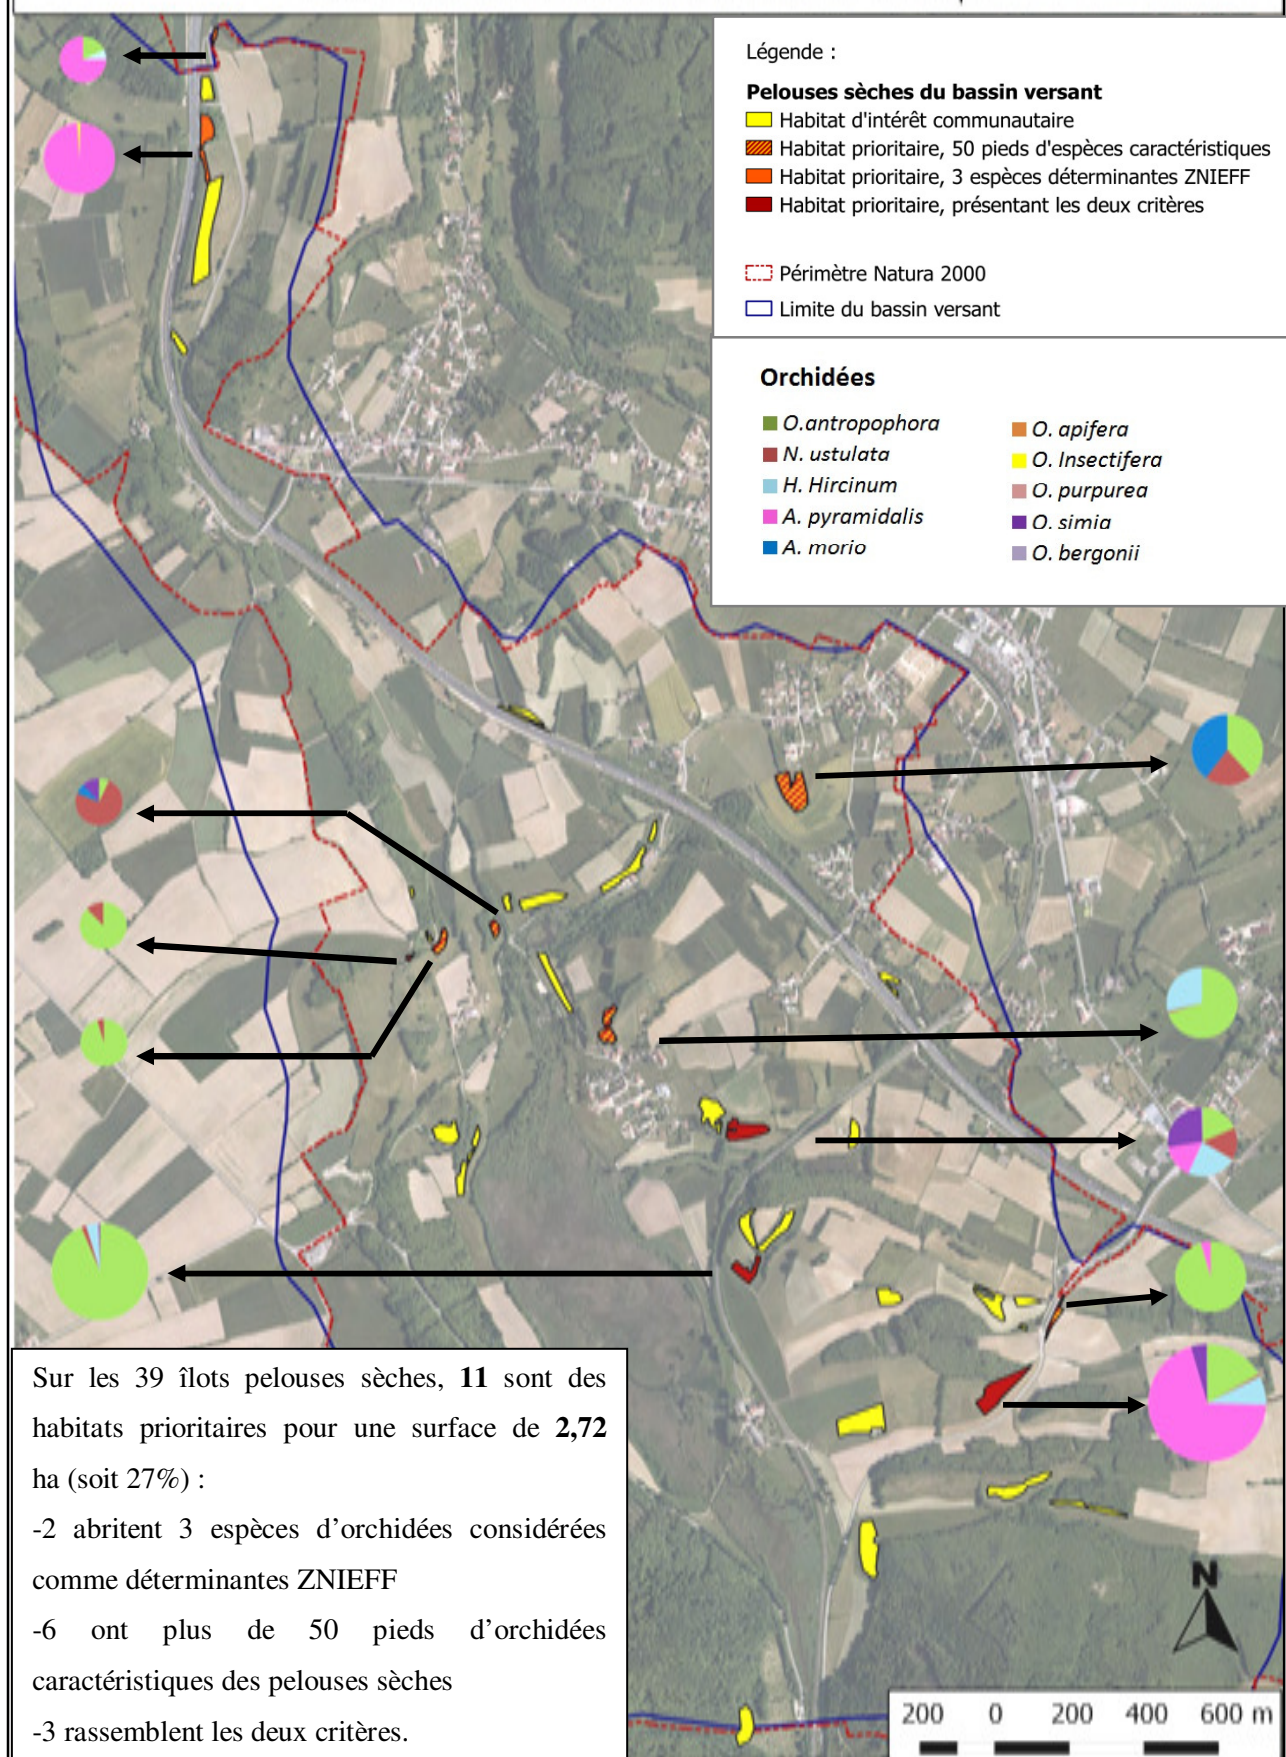 Légende :
Pelouses sèches du bassin versant
Habitat d'intérêt communautaire
Habitat prioritaire, 50 pieds d'espèces caractéristiques
Habitat prioritaire, 3 espèces déterminantes ZNIEFF
Habitat prioritaire, présentant les deux critères
Périmètre Natura 2000
Limite du bassin versant
Orchidées
O.antropophora
N. ustulata
H. Hircinum
A. pyramidalis
A. morio
O. apifera
O. Insectifera
O. purpurea
O. simia
O. bergonii
Sur les 39 îlots pelouses sèches, 11 sont des
habitats prioritaires pour une surface de 2,72
ha (soit 27%) :
-2 abritent 3 espèces d'orchidées considérées
comme déterminantes ZNIEFF
-6 ont plus de 50 pieds d'orchidées
caractéristiques des pelouses sèches
-3 rassemblent les deux critères.
N
200 0 200 400 600 m